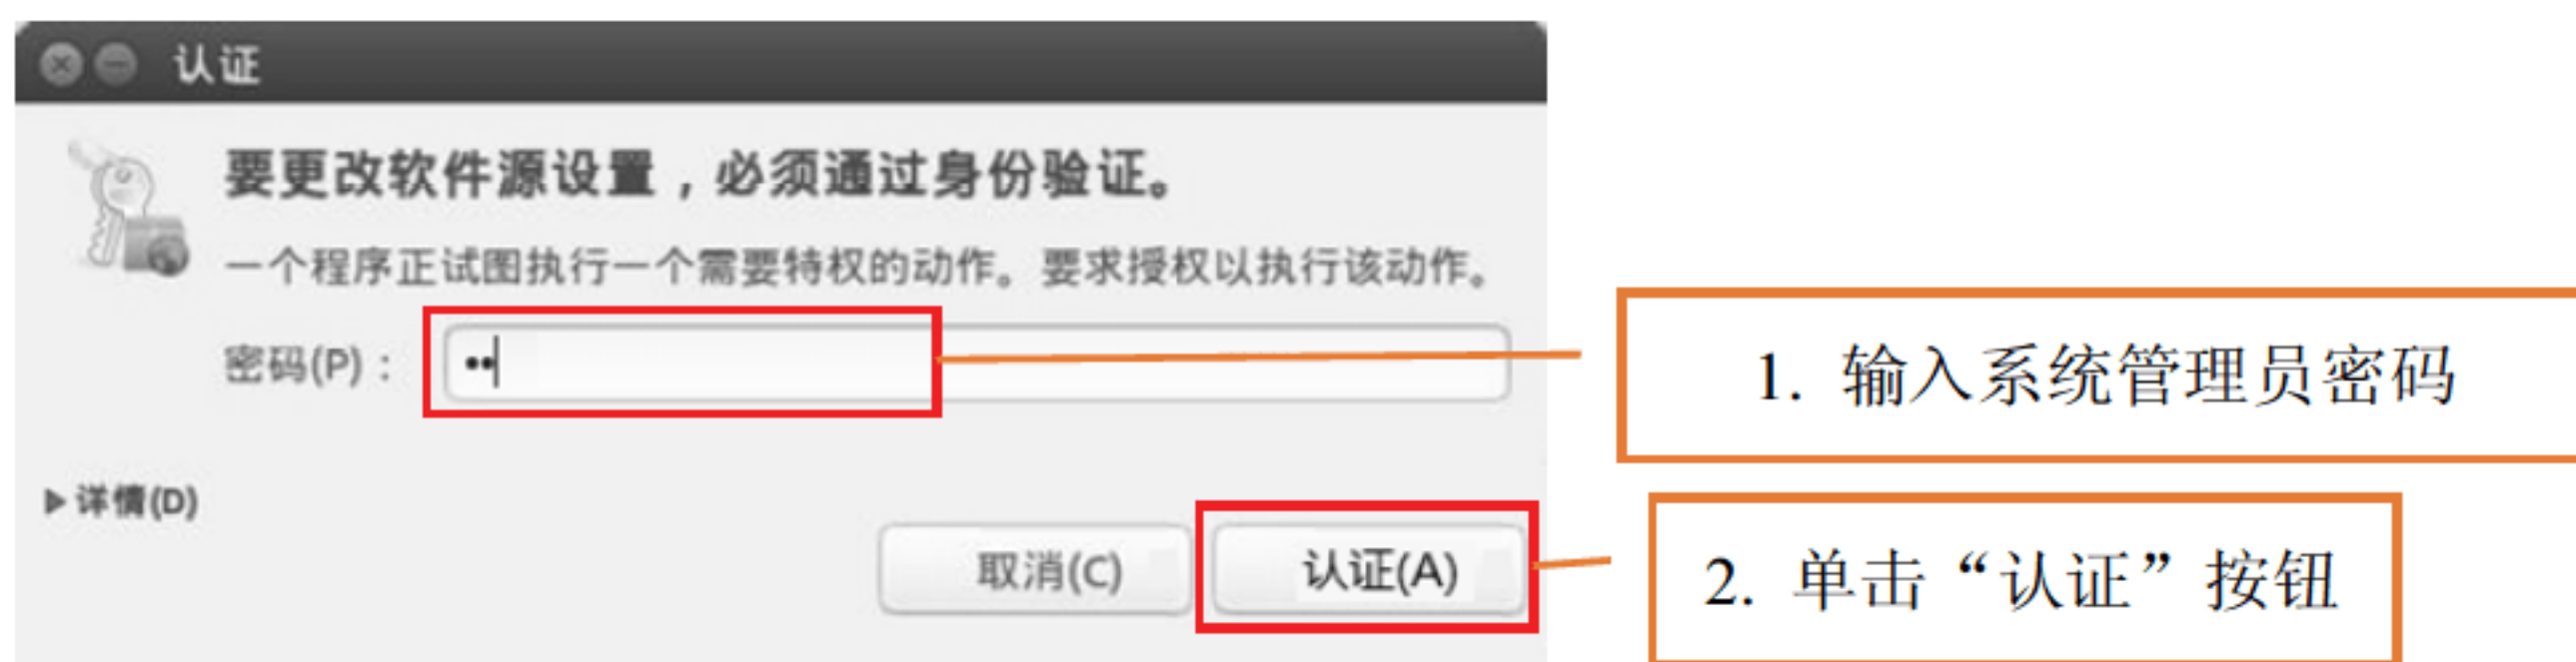 认证
要更改软件源设置，必须通过身份验证。
一个程序正试图执行一个需要特权的动作。要求授权以执行该动作。
密码(P)：
1. 输入系统管理员密码
详情(D)
取消(C)
认证(A)
2. 单击“认证”按钮